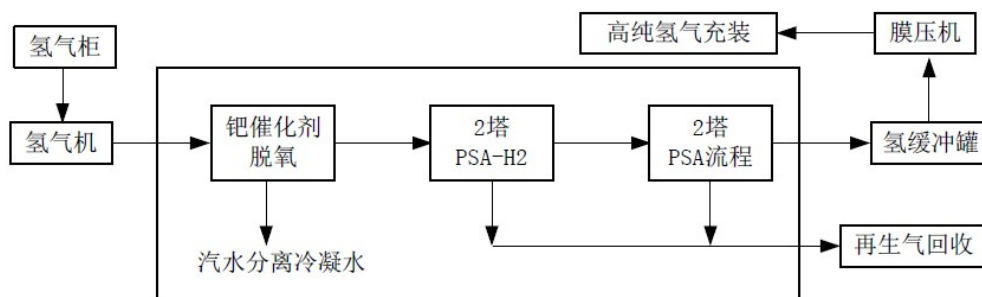 高纯氢气充装
膜压机
氢气柜
氢气机
钯催化剂
脱氧
2塔
PSA-H2
2塔
PSA流程
氢缓冲罐
汽水分离冷凝水
再生气回收